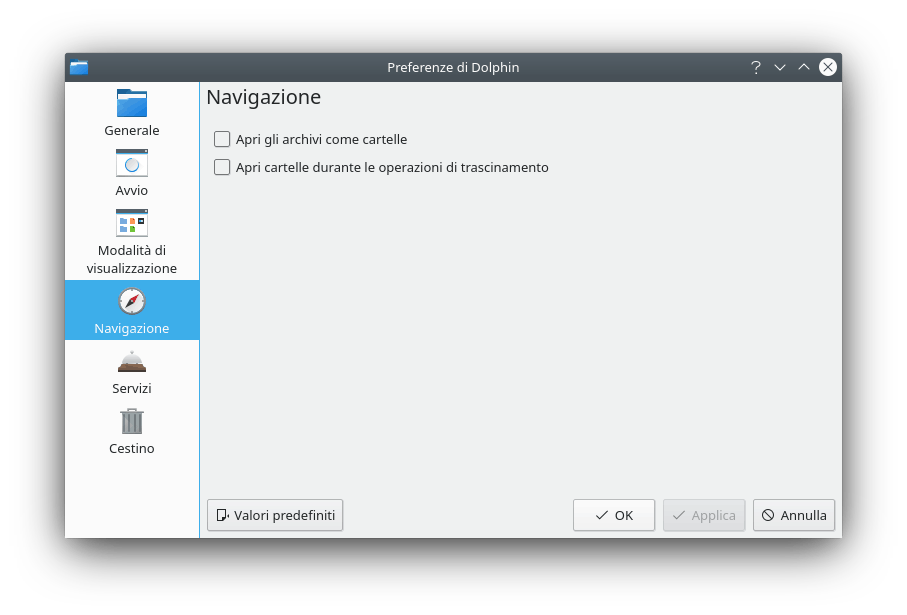 Preferenze di Dolphin
Generale
Avvio
Modalità di
visualizzazione
Navigazione
Servizi
Cestino
Navigazione
Apri gli archivi come cartelle
Apri cartelle durante le operazioni di trascinamento
Valori predefiniti
OK
Applica
Annulla